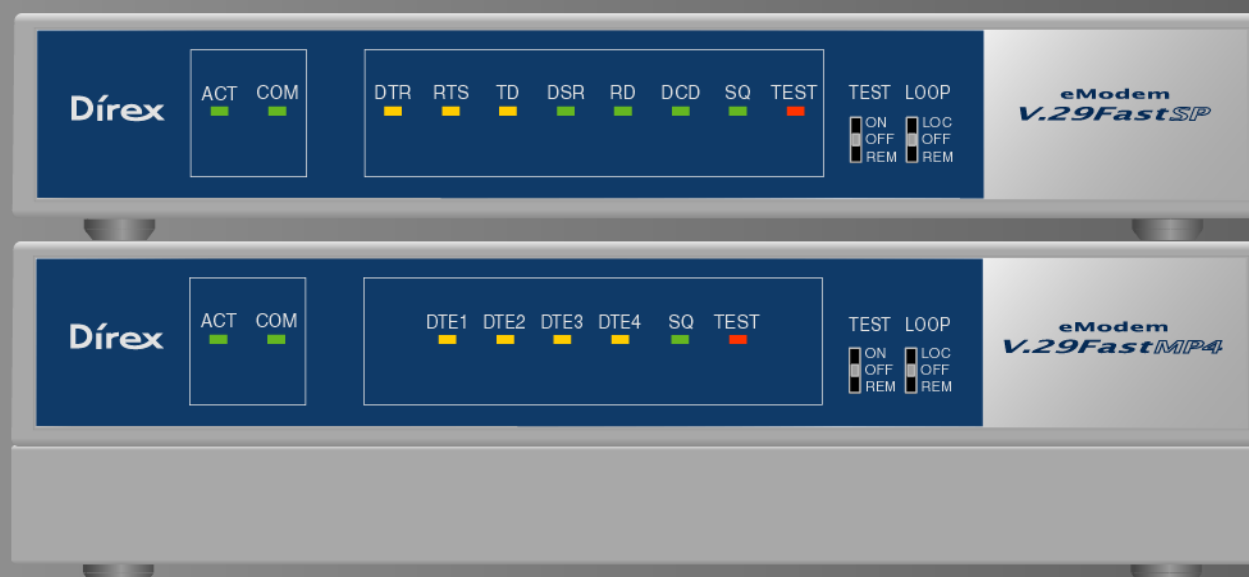 Dírex
ACT COM
DTR RTS TD DSR RD DCD SQ TEST
TEST LOOP
ON LOC
OFF OFF
REM REM
eModem
V.29FastSP
Dírex
ACT COM
DTE1 DTE2 DTE3 DTE4 SQ TEST
TEST LOOP
ON LOC
OFF OFF
REM REM
eModem
V.29FastMP4